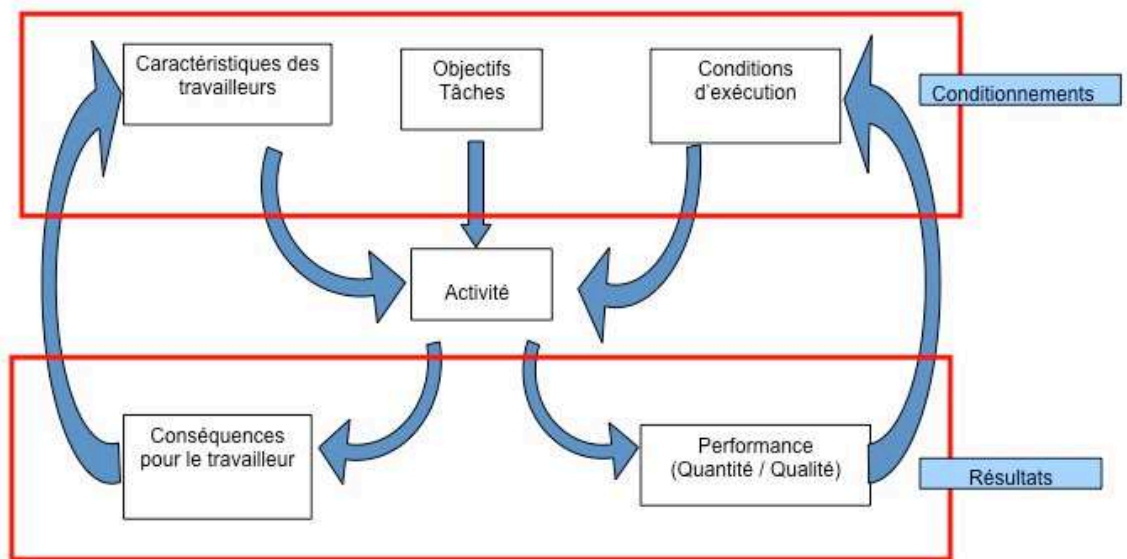 Caractéristiques des
travailleurs
Objectifs
Tâches
Conditions
d'exécution
Conditionnements
Activité
Conséquences
pour le travailleur
Performance
(Quantité / Qualité)
Résultats